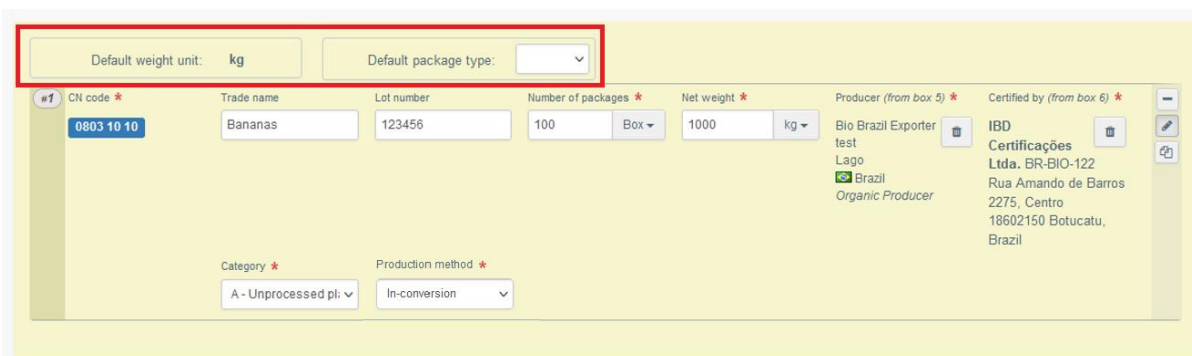 Default weight unit: kg Default package type:
#1 CN code * Trade name Lot number Number of packages * Net weight * Producer (from box 5) * Certified by (from box 6) *
0803 10 10 Bananas 123456 100 Box 1000 kg Bio Brazil Exporter
test
Lago
Brazil
Organic Producer
IBD
Certificações
Ltda. BR-BIO-122
Rua Amando de Barros
2275, Centro
18602150 Botucatu,
Brazil
Category * Production method *
A - Unprocessed pl In-conversion